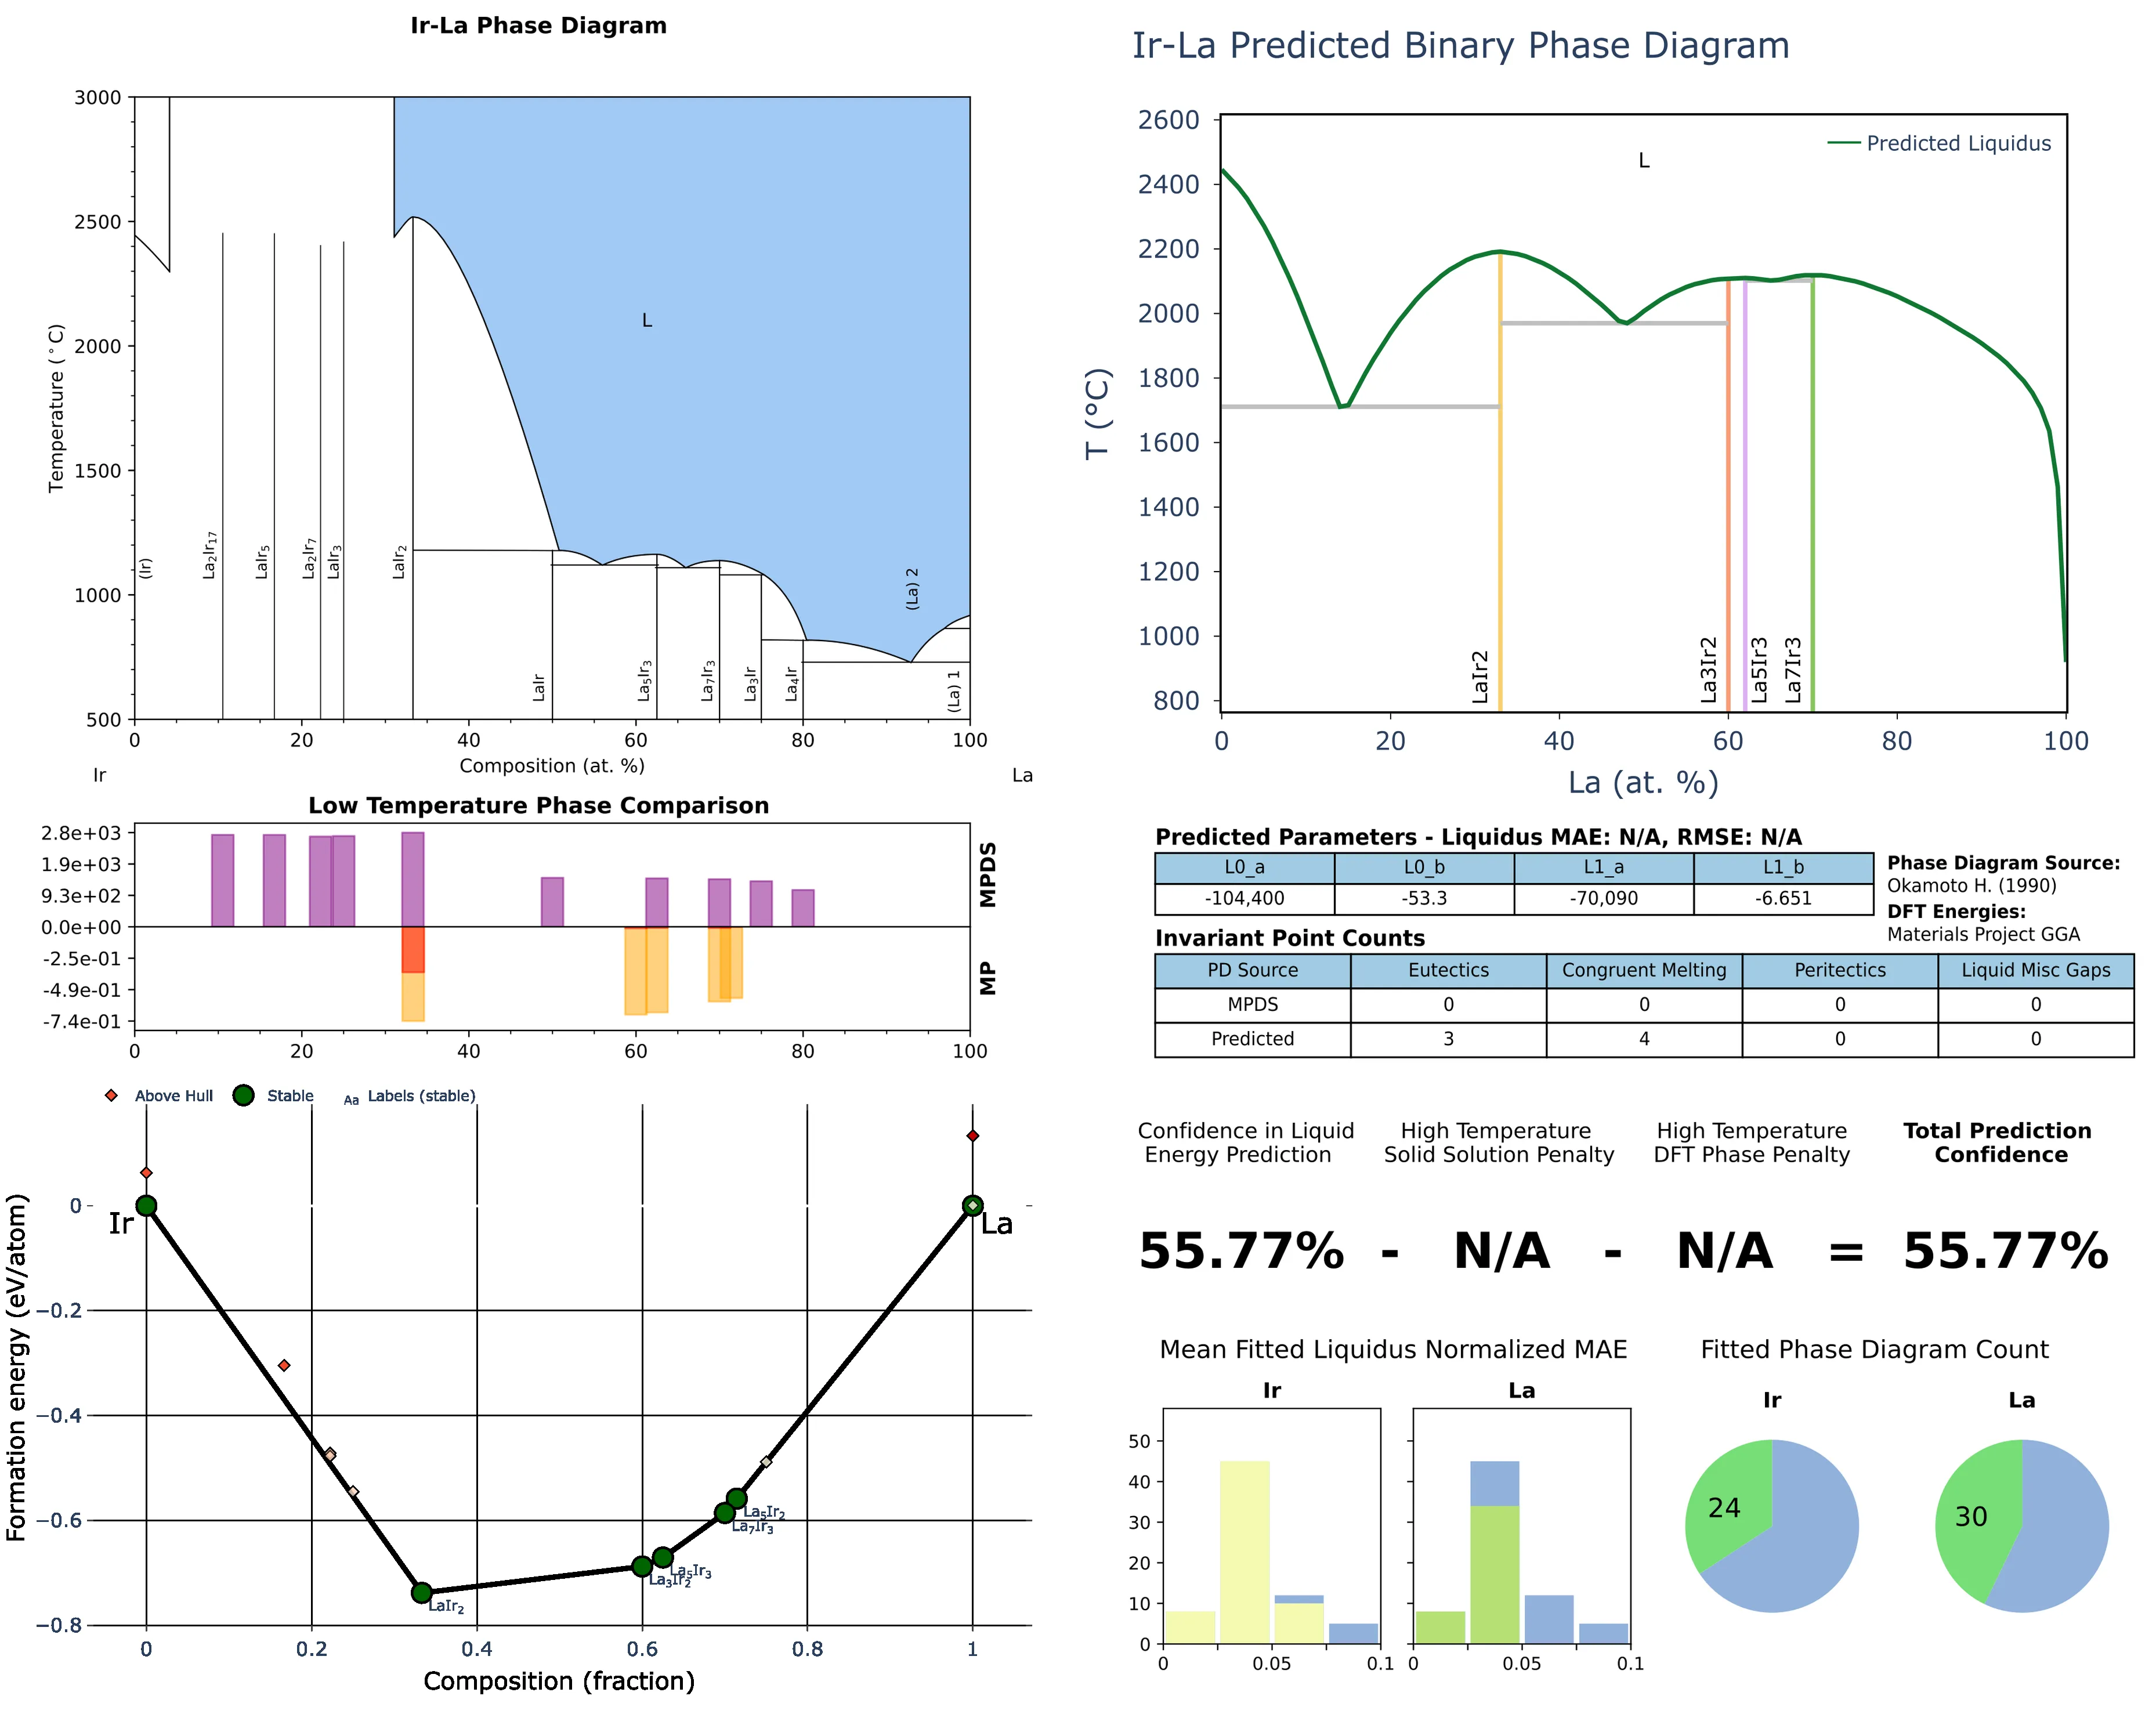 Ir-La Phase Diagram
3000
2500
2000
1500
1000
500
Temperature (°C)
L
(Ir)
La2Ir17
LaIr5
La2Ir7
LaIr3
LaIr2
LaIr
La5Ir3
La7Ir3
La3Ir
La4Ir
(La) 2
(La) 1
0 20 40 60 80 100
Composition (at. %)
Ir La
Low Temperature Phase Comparison
2.8e+03
1.9e+03
9.3e+02
0.0e+00
-2.5e-01
-4.9e-01
-7.4e-01
MPDS
MP
0 20 40 60 80 100
Above Hull Stable Aa Labels (stable)
Formation energy (eV/atom)
0
−0.2
−0.4
−0.6
−0.8
Ir
La
LaIr2
La3Ir2
La5Ir3
La7Ir3
La5Ir2
0 0.2 0.4 0.6 0.8 1
Composition (fraction)
Ir-La Predicted Binary Phase Diagram
2600
2400
2200
2000
1800
1600
1400
1200
1000
800
T (°C)
L
Predicted Liquidus
LaIr2
La3Ir2
La5Ir3
La7Ir3
0 20 40 60 80 100
La (at. %)
Predicted Parameters - Liquidus MAE: N/A, RMSE: N/A
L0_a L0_b L1_a L1_b
-104,400 -53.3 -70,090 -6.651
Phase Diagram Source:
Okamoto H. (1990)
DFT Energies:
Materials Project GGA
Invariant Point Counts
PD Source Eutectics Congruent Melting Peritectics Liquid Misc Gaps
MPDS 0 0 0 0
Predicted 3 4 0 0
Confidence in Liquid
Energy Prediction
High Temperature
Solid Solution Penalty
High Temperature
DFT Phase Penalty
Total Prediction
Confidence
55.77% - N/A - N/A = 55.77%
Mean Fitted Liquidus Normalized MAE
Ir
La
50
40
30
20
10
0
0 0.05 0.1
0 0.05 0.1
Fitted Phase Diagram Count
Ir
La
24
30